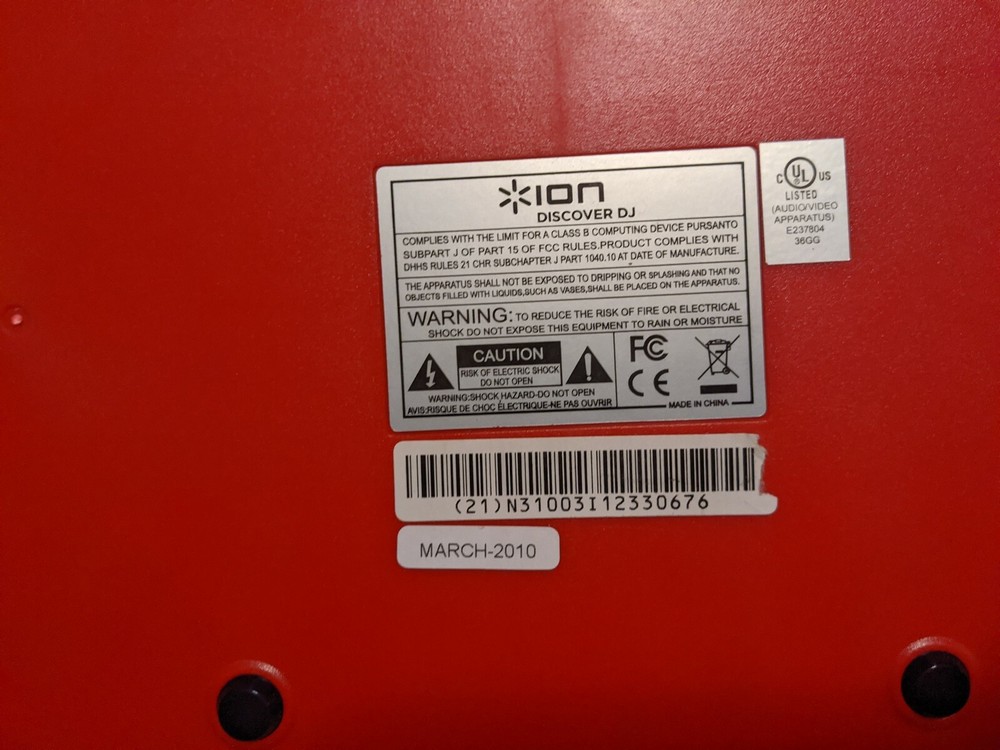 ION
DISCOVER DJ
COMPLIES WITH THE LIMIT FOR A CLASS B COMPUTING DEVICE PURSANTO
SUBPART J OF PART 15 OF FCC RULES.PRODUCT COMPLIES WITH
DHHS RULES 21 CHR SUBCHAPTER J PART 1040.10 AT DATE OF MANUFACTURE.
THE APPARATUS SHALL NOT BE EXPOSED TO DRIPPING OR SPLASHING AND THAT NO
OBJECTS FILLED WITH LIQUIDS,SUCH AS VASES,SHALL BE PLACED ON THE APPARATUS.
WARNING: TO REDUCE THE RISK OF FIRE OR ELECTRICAL
SHOCK DO NOT EXPOSE THIS EQUIPMENT TO RAIN OR MOISTURE
CAUTION
RISK OF ELECTRIC SHOCK
DO NOT OPEN
WARNING:SHOCK HAZARD-DO NOT OPEN
AVIS:RISQUE DE CHOC ÉLECTRIQUE-NE PAS OUVRIR
FC
CE
MADE IN CHINA
C UL US
LISTED
(AUDIO/VIDEO
APPARATUS)
E237804
36GG
(21)N31003I12330676
MARCH-2010